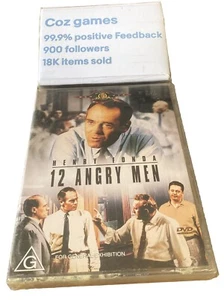 Coz games
99.9% positive Feedback
900 followers
18K items sold
HENRY FONDA
12 ANGRY MEN
G
DVD